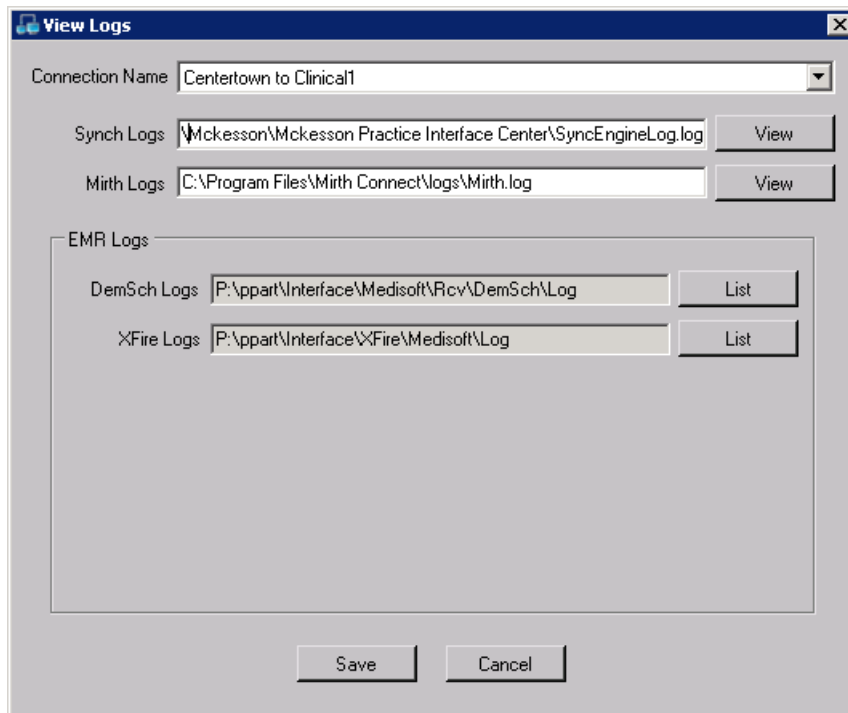 View Logs
Connection Name Centertown to Clinical1
Synch Logs \Mckesson\Mckesson Practice Interface Center\SyncEngineLog.log View
Mirth Logs C:\Program Files\Mirth Connect\logs\Mirth.log View
EMR Logs
DemSch Logs P:\ppart\Interface\Medisoft\Rcv\DemSch\Log List
XFire Logs P:\ppart\Interface\XFire\Medisoft\Log List
Save Cancel